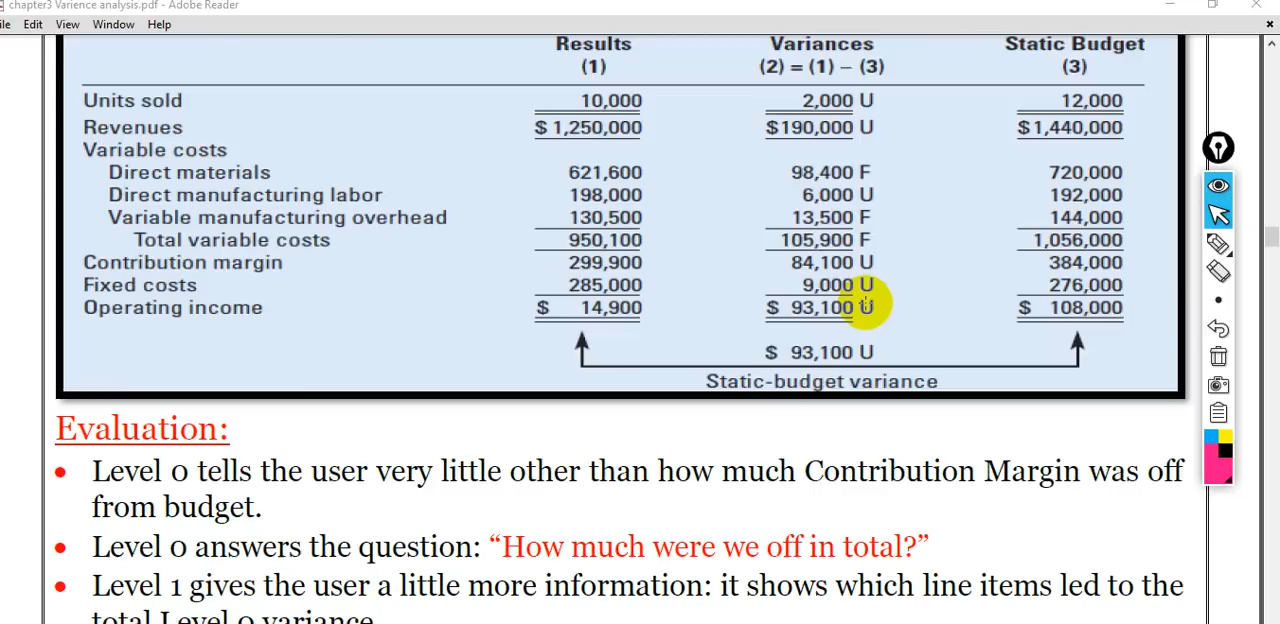 chapter3 Varience analysis.pdf - Adobe Reader
ile Edit View Window Help
Results Variances Static Budget
(1) (2) = (1) – (3) (3)
Units sold 10,000 2,000 U 12,000
Revenues $ 1,250,000 $190,000 U $1,440,000
Variable costs
Direct materials 621,600 98,400 F 720,000
Direct manufacturing labor 198,000 6,000 U 192,000
Variable manufacturing overhead 130,500 13,500 F 144,000
Total variable costs 950,100 105,900 F 1,056,000
Contribution margin 299,900 84,100 U 384,000
Fixed costs 285,000 9,000 U 276,000
Operating income $ 14,900 $ 93,100 U $ 108,000
$ 93,100 U
Static-budget variance
Evaluation:
• Level 0 tells the user very little other than how much Contribution Margin was off
from budget.
• Level 0 answers the question: “How much were we off in total?”
• Level 1 gives the user a little more information: it shows which line items led to the
total Level 0 variance